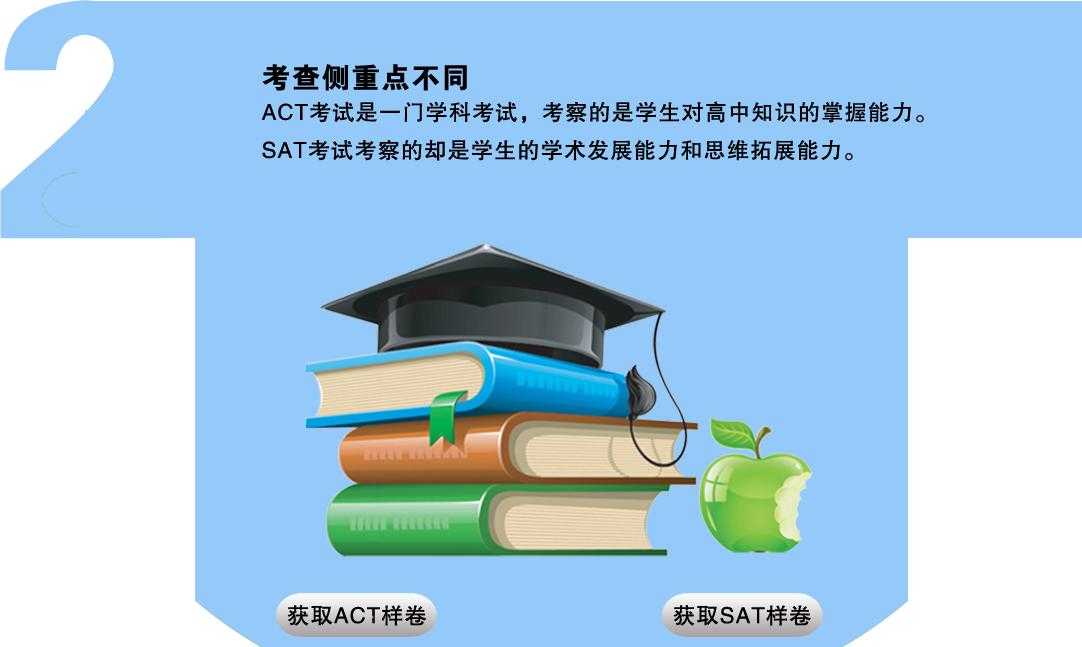 2
考查侧重点不同
ACT考试是一门学科考试，考察的是学生对高中知识的掌握能力。
SAT考试考察的却是学生的学术发展能力和思维拓展能力。
获取ACT样卷
获取SAT样卷